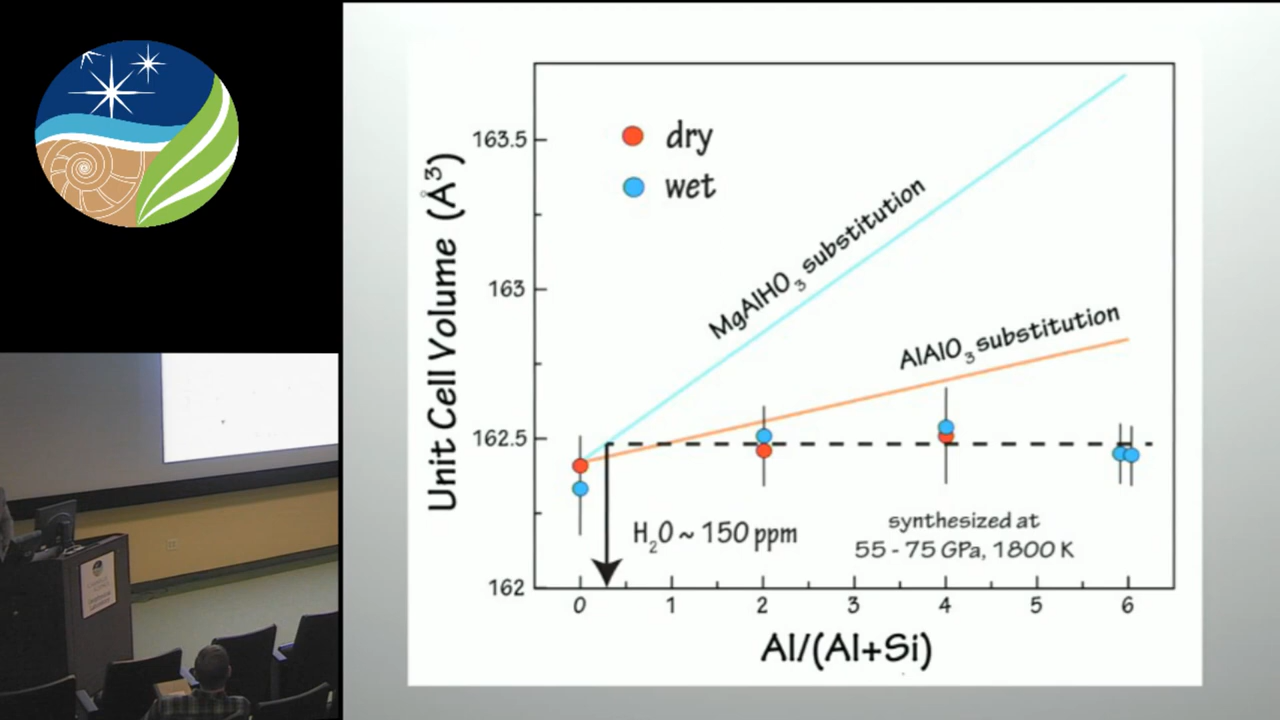 163.5
163
162.5
162
Unit Cell Volume (Å³)
dry
wet
MgAlHO₃ substitution
AlAlO₃ substitution
H₂O ~ 150 ppm
synthesized at
55 - 75 GPa, 1800 K
0 1 2 3 4 5 6
Al/(Al+Si)